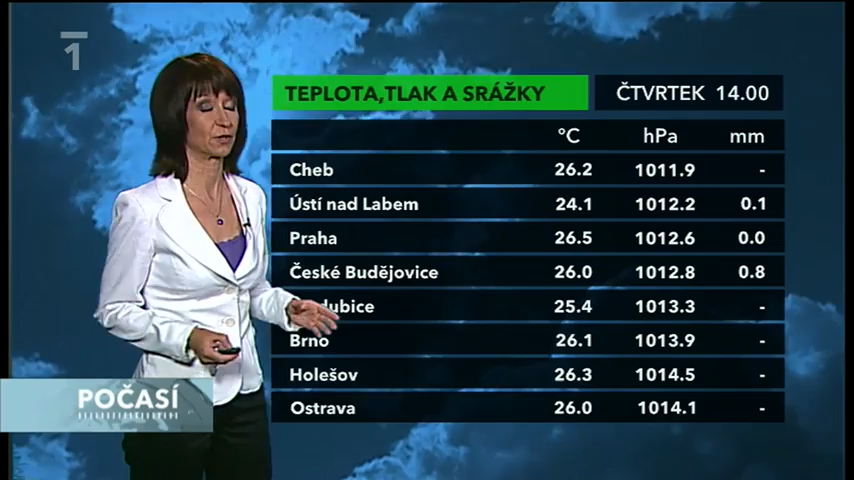 1
TEPLOTA,TLAK A SRÁŽKY
ČTVRTEK 14.00
°C hPa mm
Cheb 26.2 1011.9 -
Ústí nad Labem 24.1 1012.2 0.1
Praha 26.5 1012.6 0.0
České Budějovice 26.0 1012.8 0.8
dubice 25.4 1013.3 -
Brno 26.1 1013.9 -
Holešov 26.3 1014.5 -
Ostrava 26.0 1014.1 -
POČASÍ